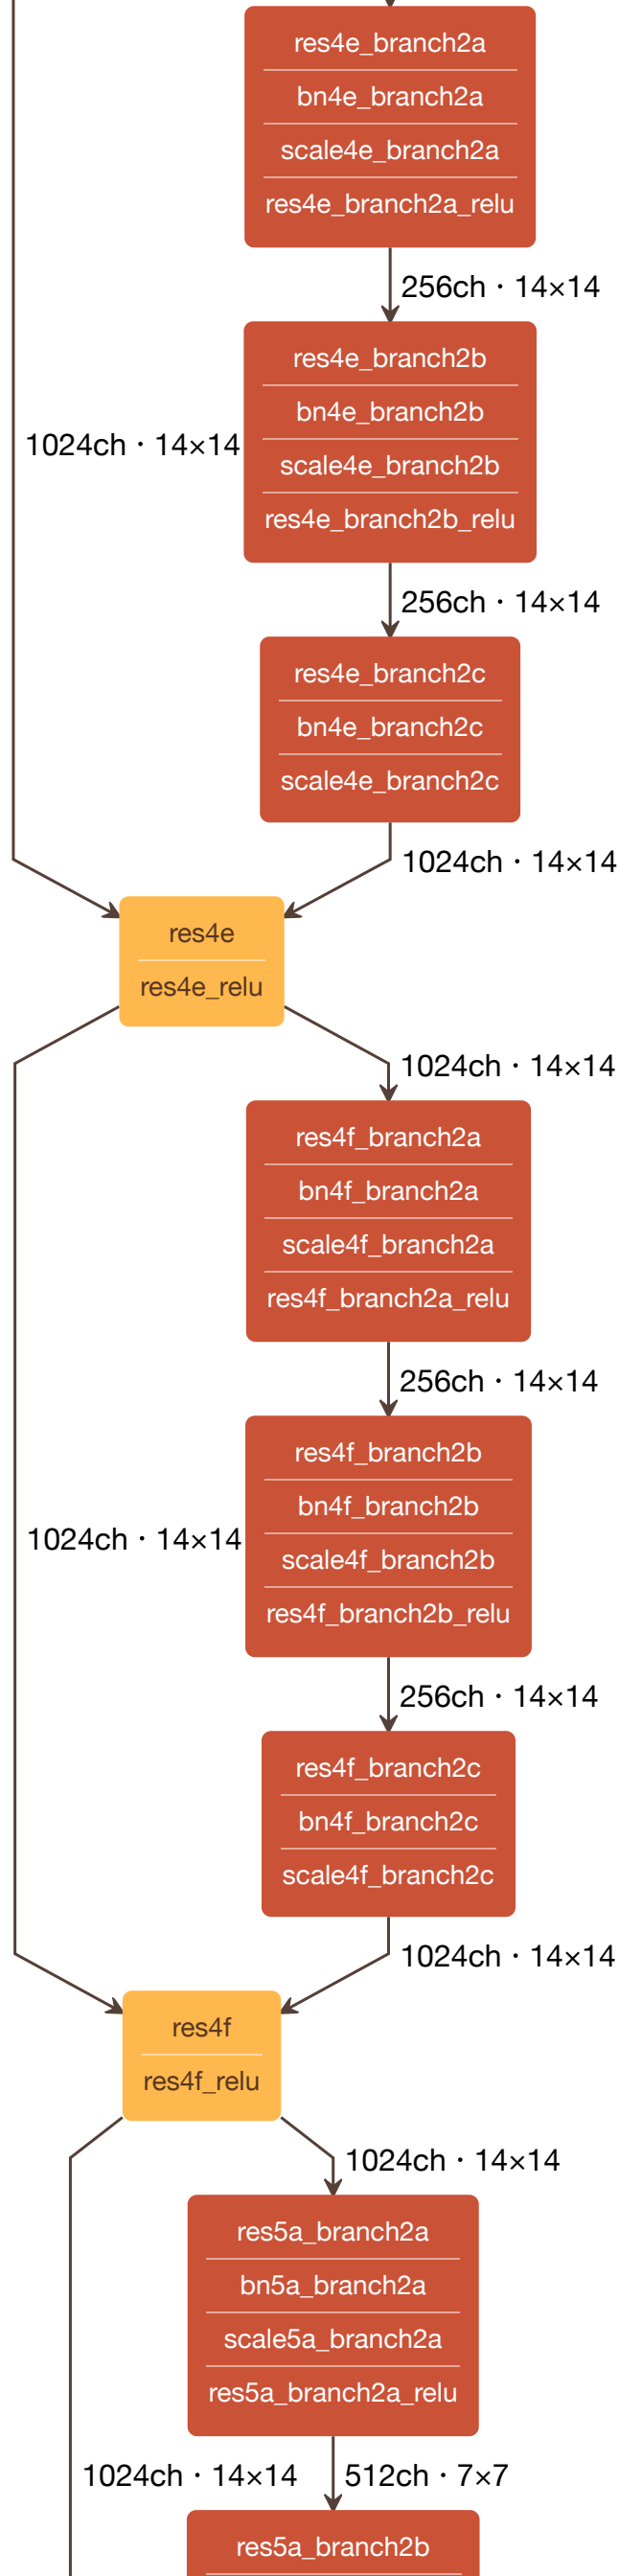 res4e_branch2a
bn4e_branch2a
scale4e_branch2a
res4e_branch2a_relu
256ch · 14×14
res4e_branch2b
bn4e_branch2b
1024ch · 14×14
scale4e_branch2b
res4e_branch2b_relu
256ch · 14×14
res4e_branch2c
bn4e_branch2c
scale4e_branch2c
1024ch · 14×14
res4e
res4e_relu
1024ch · 14×14
res4f_branch2a
bn4f_branch2a
scale4f_branch2a
res4f_branch2a_relu
256ch · 14×14
res4f_branch2b
bn4f_branch2b
1024ch · 14×14
scale4f_branch2b
res4f_branch2b_relu
256ch · 14×14
res4f_branch2c
bn4f_branch2c
scale4f_branch2c
1024ch · 14×14
res4f
res4f_relu
1024ch · 14×14
res5a_branch2a
bn5a_branch2a
scale5a_branch2a
res5a_branch2a_relu
1024ch · 14×14
512ch · 7×7
res5a_branch2b